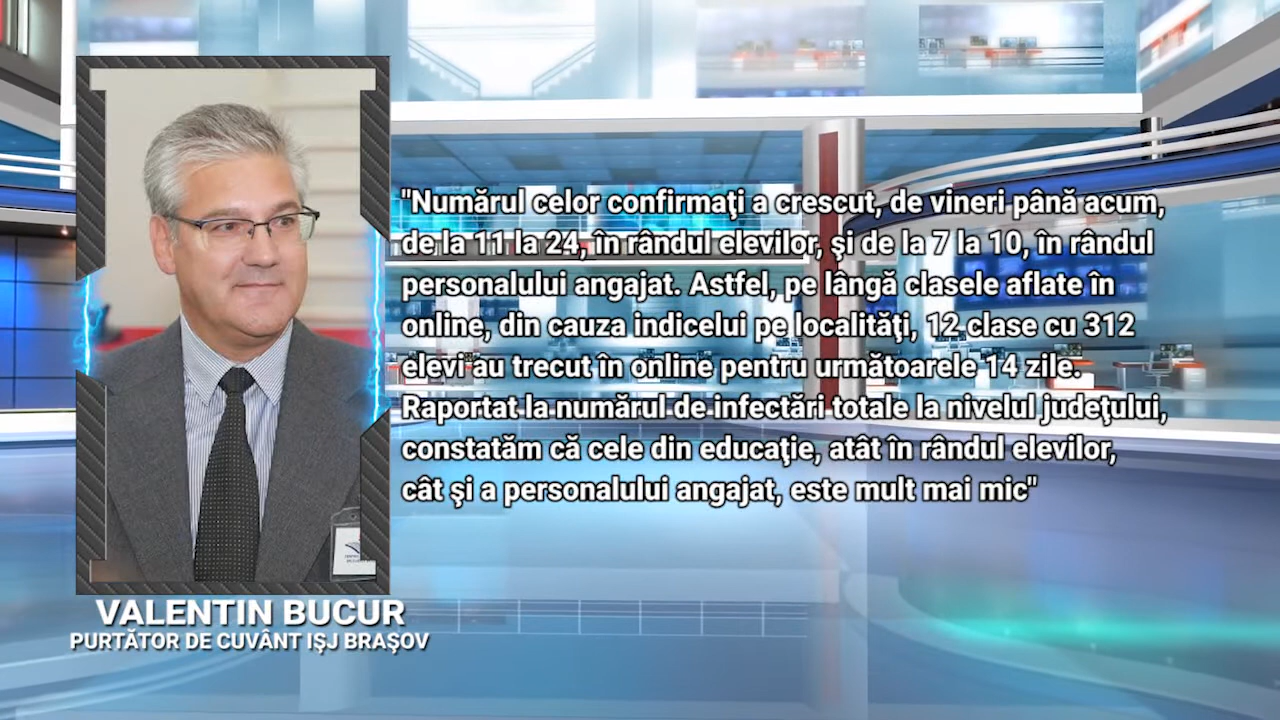 "Numărul celor confirmaţi a crescut, de vineri până acum,
de la 11 la 24, în rândul elevilor, şi de la 7 la 10, în rândul
personalului angajat. Astfel, pe lângă clasele aflate în
online, din cauza indicelui pe localităţi, 12 clase cu 312
elevi au trecut în online pentru următoarele 14 zile.
Raportat la numărul de infectări totale la nivelul judeţului,
constatăm că cele din educaţie, atât în rândul elevilor,
cât şi a personalului angajat, este mult mai mic"
VALENTIN BUCUR
PURTĂTOR DE CUVÂNT IŞJ BRAŞOV